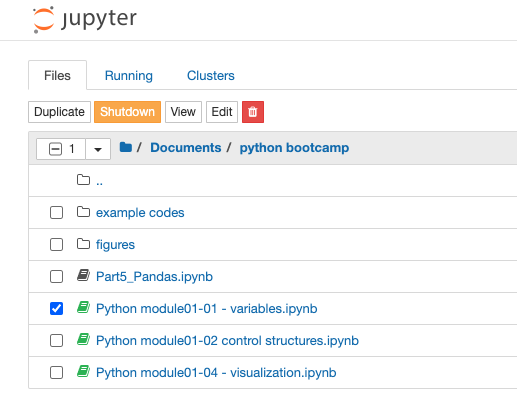 jupyter
Files Running Clusters
Duplicate Shutdown View Edit
1 / Documents / python bootcamp
..
example codes
figures
Part5_Pandas.ipynb
Python module01-01 - variables.ipynb
Python module01-02 control structures.ipynb
Python module01-04 - visualization.ipynb